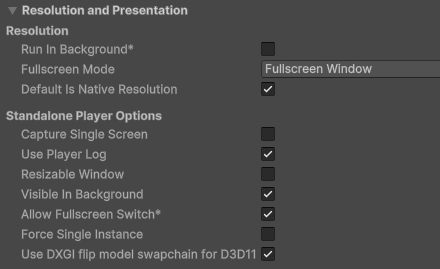 Resolution and Presentation
Resolution
Run In Background*
Fullscreen Mode Fullscreen Window
Default Is Native Resolution
Standalone Player Options
Capture Single Screen
Use Player Log
Resizable Window
Visible In Background
Allow Fullscreen Switch*
Force Single Instance
Use DXGI flip model swapchain for D3D11